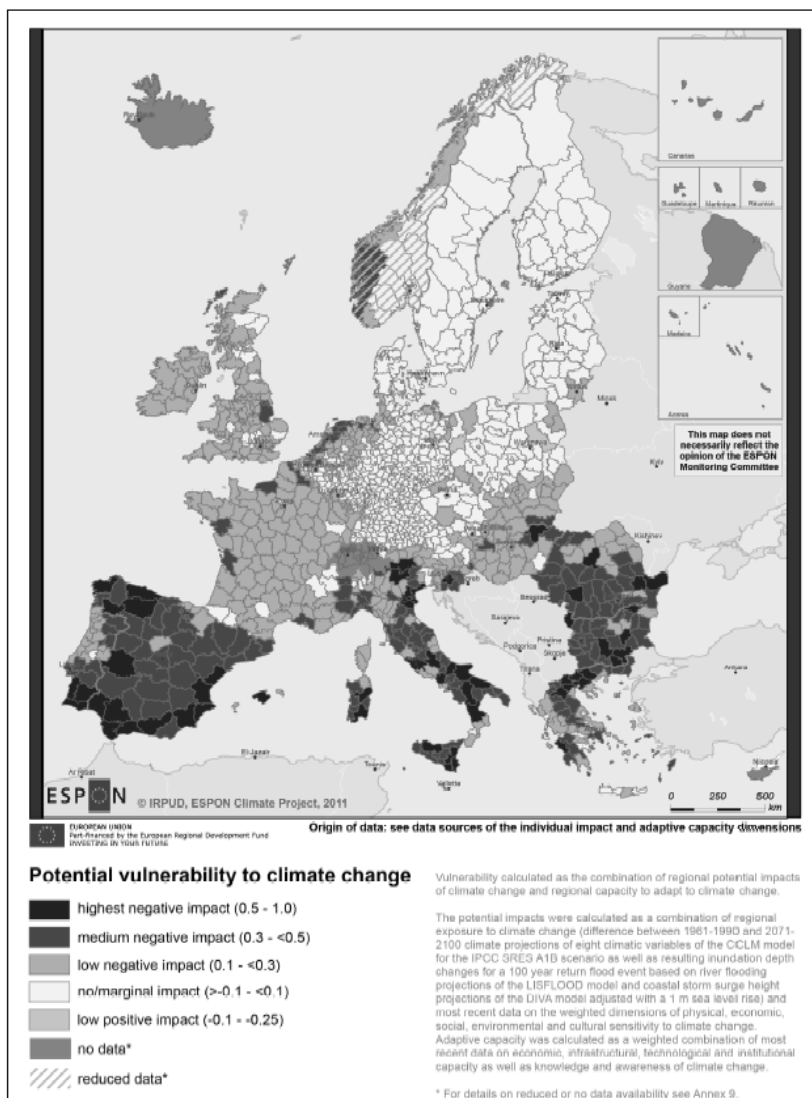 Canarias
Guadeloupe Martinique Réunion
Guyane
Madeira
This map does not
necessarily reflect the
opinion of the ESPON
Monitoring Committee
Minsk
Kyiv
Dublin
Paris
Sarajevo
Podgorica
Pristina
Skopje
Tirana
Ankara
El-Jazair
Tounis
Valletta
ESPON
© IRPUD, ESPON Climate Project, 2011
0 250 500
km
EUROPEAN UNION
Part-financed by the European Regional Development Fund
INVESTING IN YOUR FUTURE
Origin of data: see data sources of the individual impact and adaptive capacity dimensions
Potential vulnerability to climate change
highest negative impact (0.5 - 1.0)
medium negative impact (0.3 - <0.5)
low negative impact (0.1 - <0.3)
no/marginal impact (>-0.1 - <0.1)
low positive impact (-0.1 - -0.25)
no data*
reduced data*
Vulnerability calculated as the combination of regional potential impacts
of climate change and regional capacity to adapt to climate change.
The potential impacts were calculated as a combination of regional
exposure to climate change (difference between 1961-1990 and 2071-
2100 climate projections of eight climatic variables of the CCLM model
for the IPCC SRES A1B scenario as well as resulting inundation depth
changes for a 100 year return flood event based on river flooding
projections of the LISFLOOD model and coastal storm surge height
projections of the DIVA model adjusted with a 1 m sea level rise) and
most recent data on the weighted dimensions of physical, economic,
social, environmental and cultural sensitivity to climate change.
Adaptive capacity was calculated as a weighted combination of most
recent data on economic, infrastructural, technological and institutional
capacity as well as knowledge and awareness of climate change.
* For details on reduced or no data availability see Annex 9.